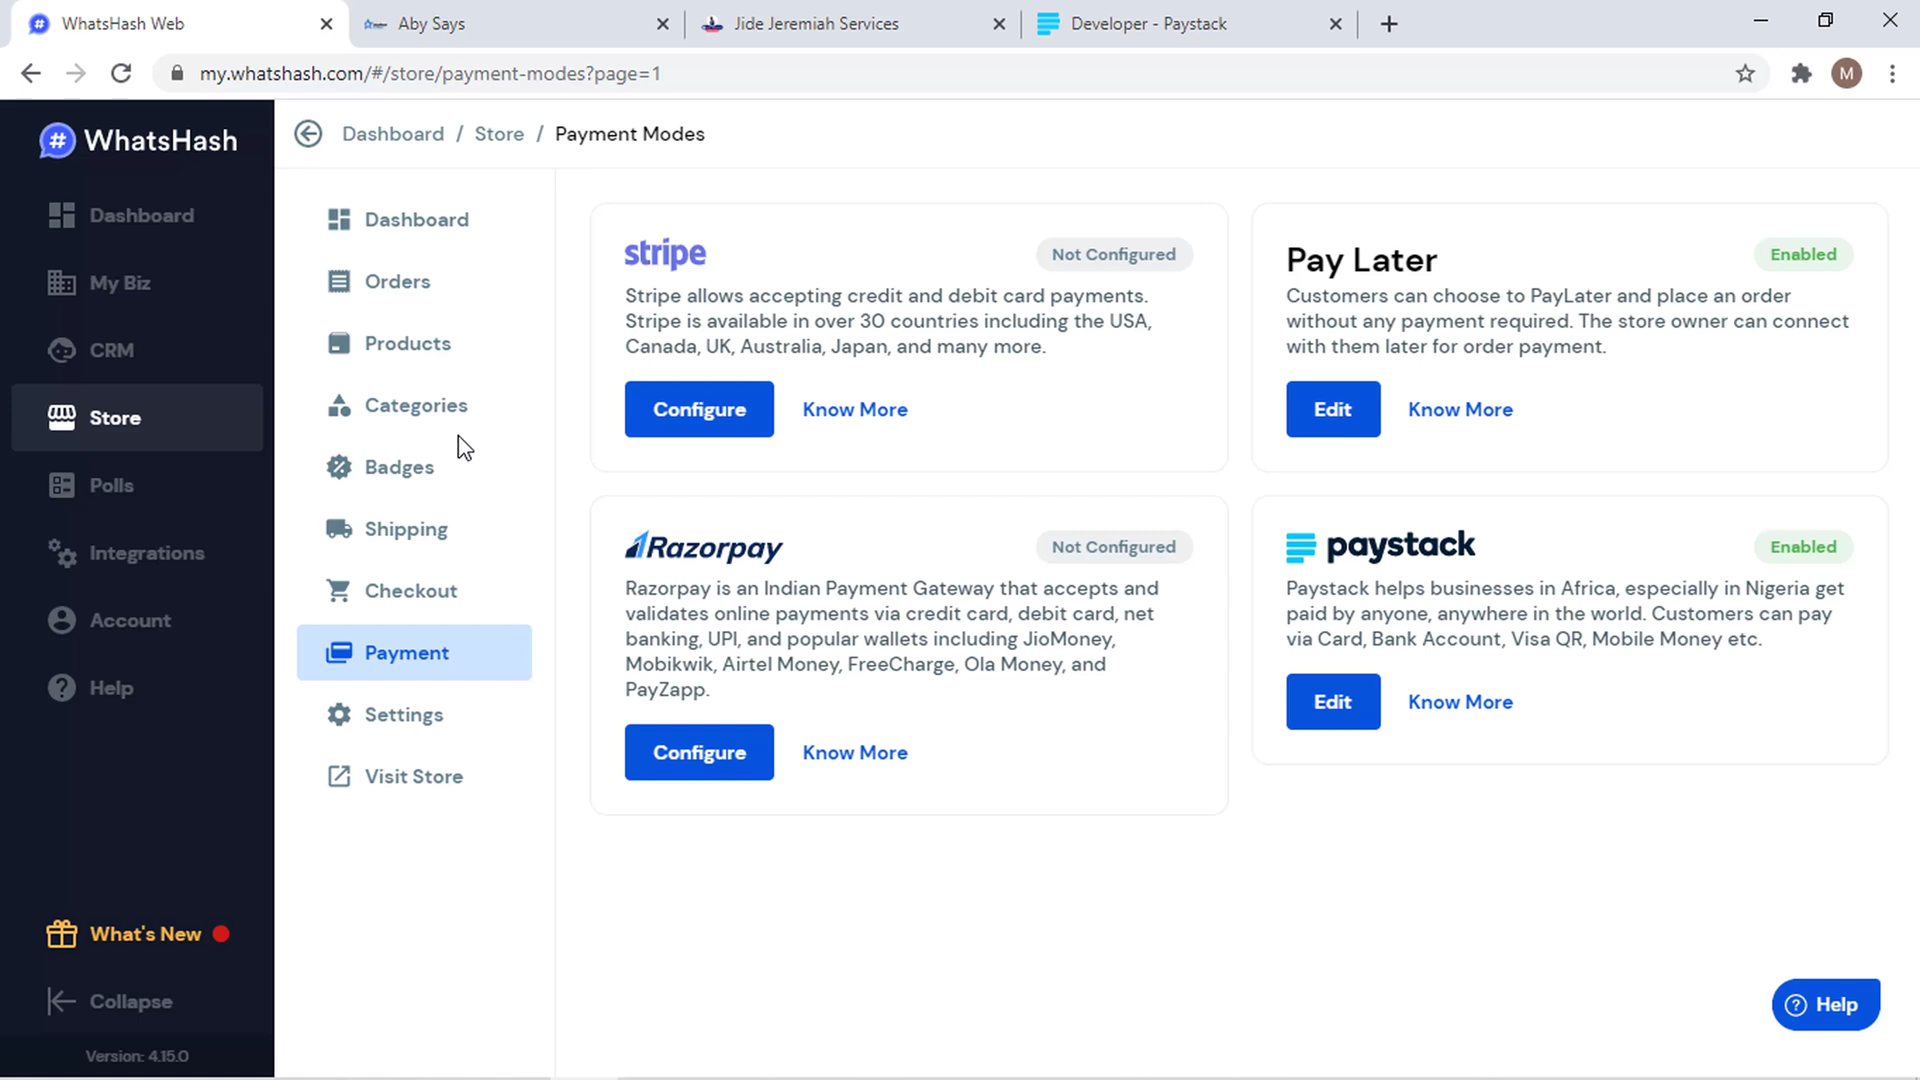 WhatsHash Web
Aby Says
Jide Jeremiah Services
Developer - Paystack
my.whatshash.com/#/store/payment-modes?page=1
M
# WhatsHash
Dashboard
My Biz
CRM
Store
Polls
Integrations
Account
Help
What's New
Collapse
Version: 4.15.0
Dashboard / Store / Payment Modes
Dashboard
Orders
Products
Categories
Badges
Shipping
Checkout
Payment
Settings
Visit Store
stripe
Not Configured
Stripe allows accepting credit and debit card payments.
Stripe is available in over 30 countries including the USA,
Canada, UK, Australia, Japan, and many more.
Configure
Know More
Pay Later
Enabled
Customers can choose to PayLater and place an order
without any payment required. The store owner can connect
with them later for order payment.
Edit
Know More
Razorpay
Not Configured
Razorpay is an Indian Payment Gateway that accepts and
validates online payments via credit card, debit card, net
banking, UPI, and popular wallets including JioMoney,
Mobikwik, Airtel Money, FreeCharge, Ola Money, and
PayZapp.
Configure
Know More
paystack
Enabled
Paystack helps businesses in Africa, especially in Nigeria get
paid by anyone, anywhere in the world. Customers can pay
via Card, Bank Account, Visa QR, Mobile Money etc.
Edit
Know More
Help